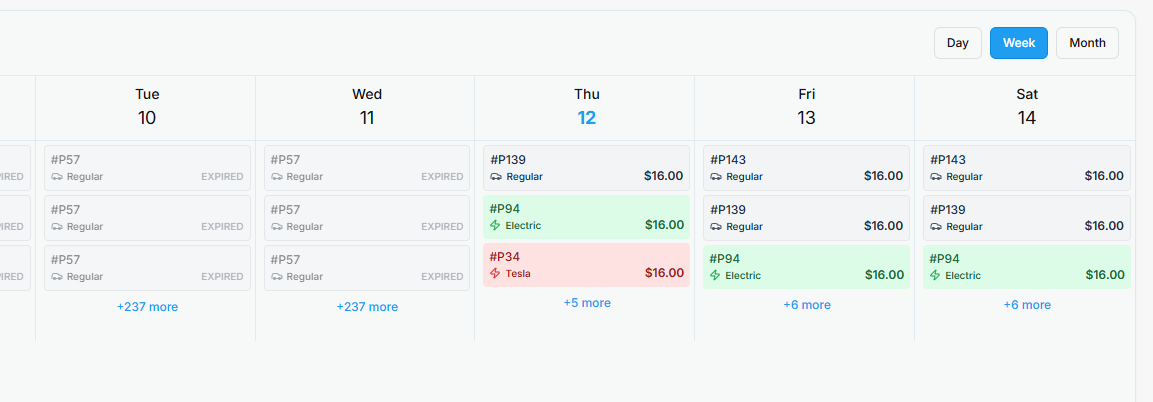 Day Week Month
Tue Wed Thu Fri Sat
10 11 12 13 14
#P57 #P57 #P139 #P143 #P143
EXPIRED Regular EXPIRED Regular EXPIRED Regular $16.00 Regular $16.00 Regular $16.00
#P57 #P57 #P94 #P139 #P139
EXPIRED Regular EXPIRED Regular EXPIRED Electric $16.00 Regular $16.00 Regular $16.00
#P57 #P57 #P34 #P94 #P94
EXPIRED Regular EXPIRED Regular EXPIRED Tesla $16.00 Electric $16.00 Electric $16.00
+237 more +237 more +5 more +6 more +6 more